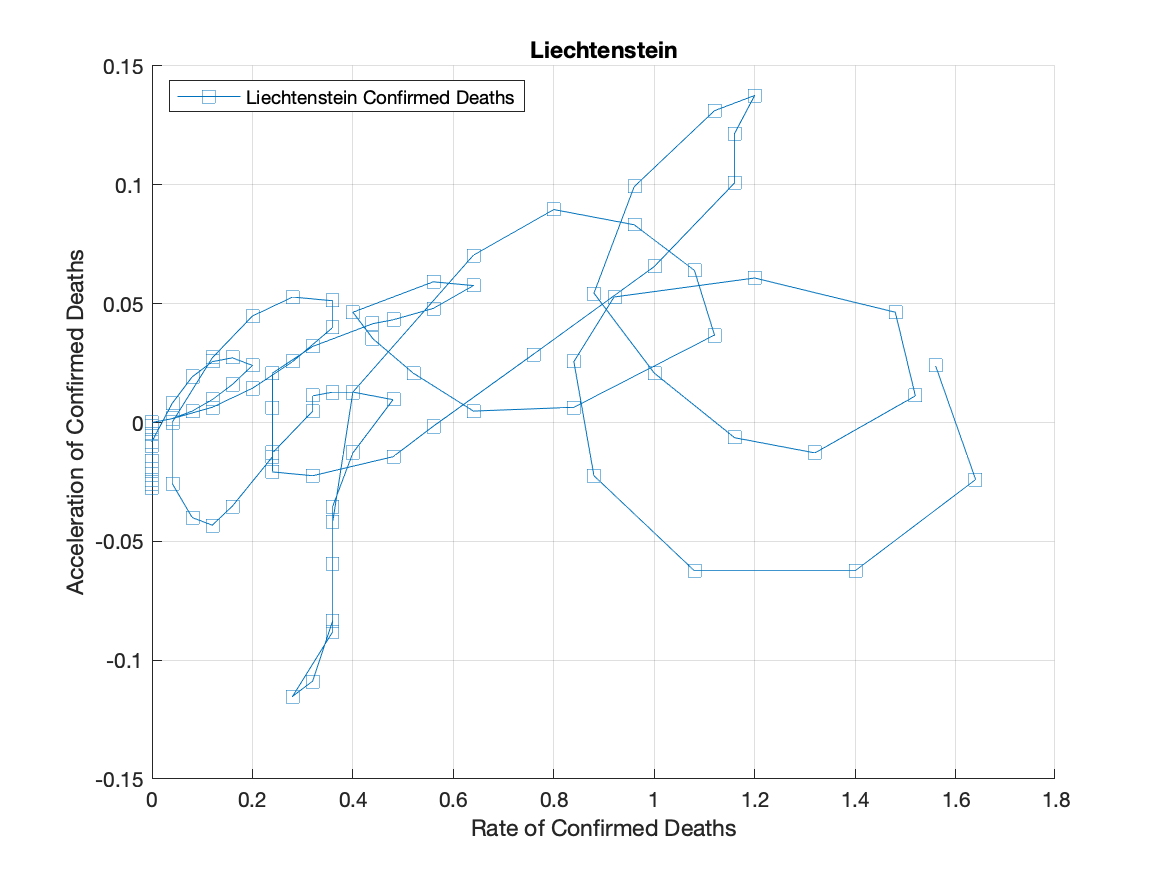 Liechtenstein
Liechtenstein Confirmed Deaths
Acceleration of Confirmed Deaths
0.15
0.1
0.05
0
-0.05
-0.1
-0.15
0 0.2 0.4 0.6 0.8 1 1.2 1.4 1.6 1.8
Rate of Confirmed Deaths